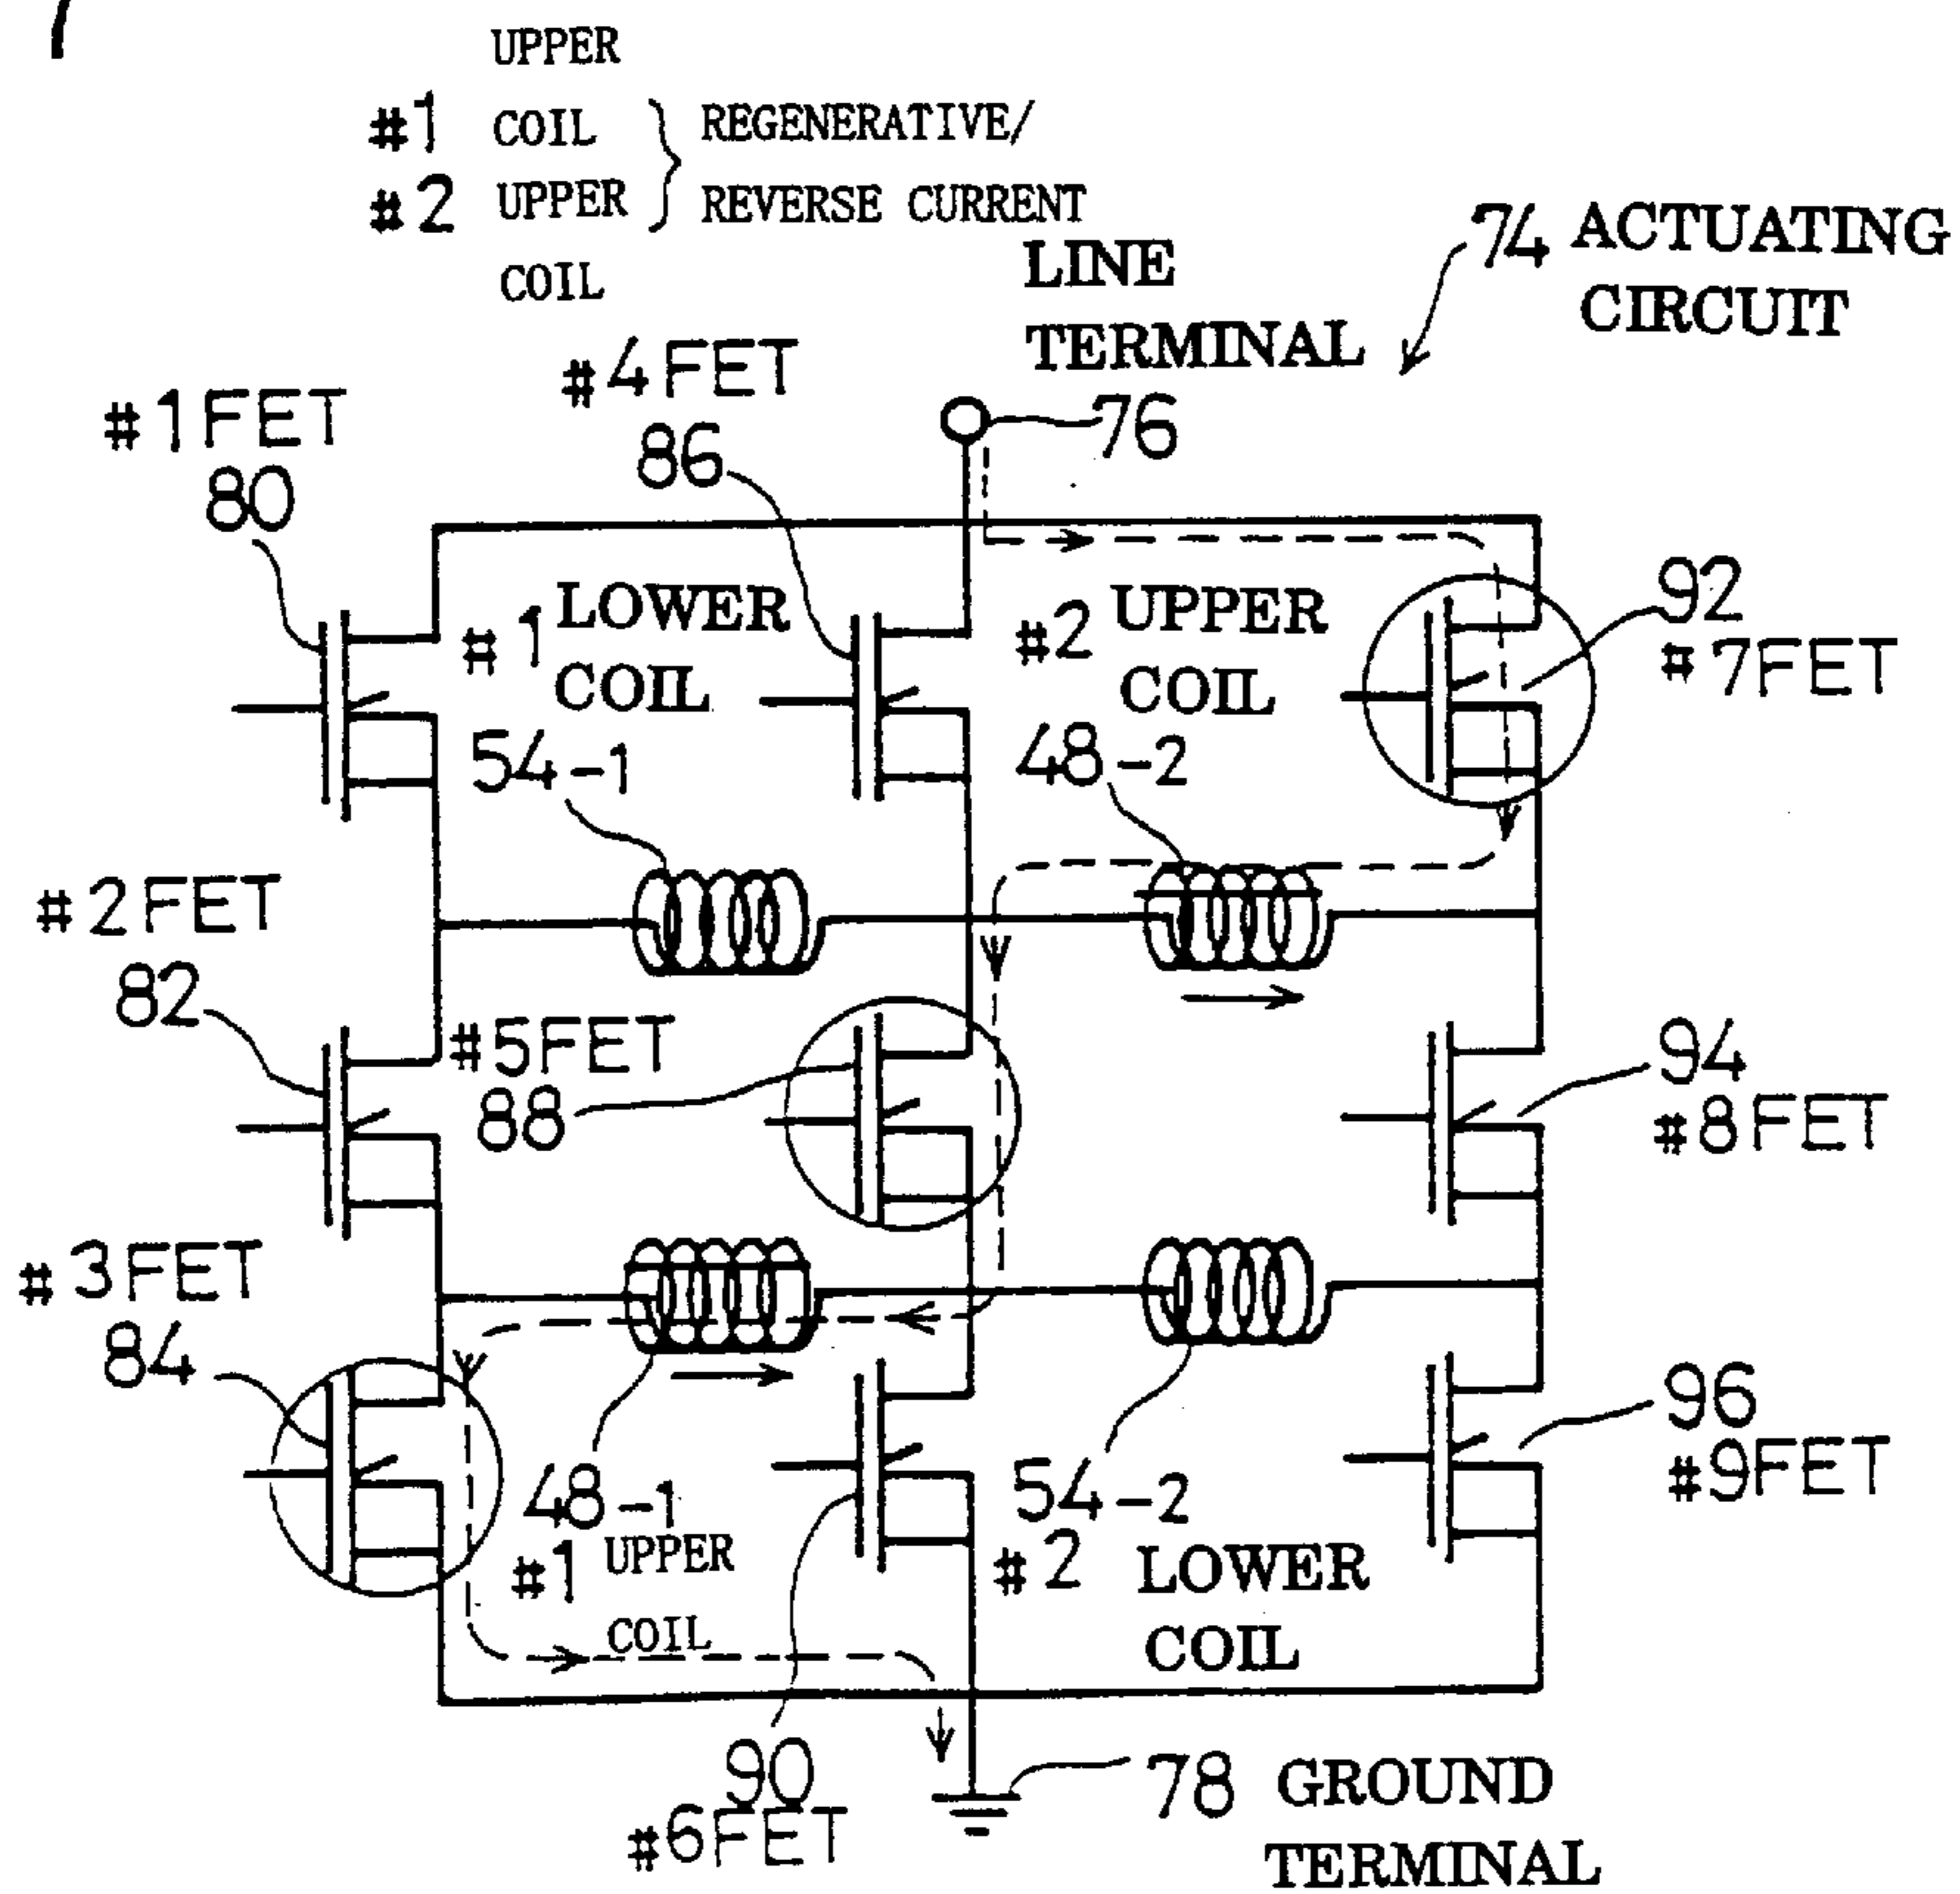 7
UPPER
#1 COIL } REGENERATIVE/
#2 UPPER REVERSE CURRENT
COIL
74 ACTUATING
CIRCUIT
LINE
TERMINAL
76
#4FET
86
#1FET
80
#1 LOWER
COIL
54-1
#2 UPPER
COIL
48-2
92
#7FET
#2FET
82
#5FET
88
94
#8FET
#3FET
84
48-1
#1 UPPER
COIL
54-2
#2 LOWER
COIL
96
#9FET
90
#6FET
78 GROUND
TERMINAL